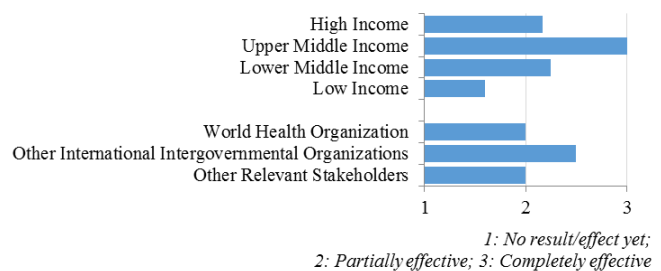 High Income
Upper Middle Income
Lower Middle Income
Low Income
World Health Organization
Other International Intergovernmental Organizations
Other Relevant Stakeholders
1 2 3
1: No result/effect yet;
2: Partially effective; 3: Completely effective